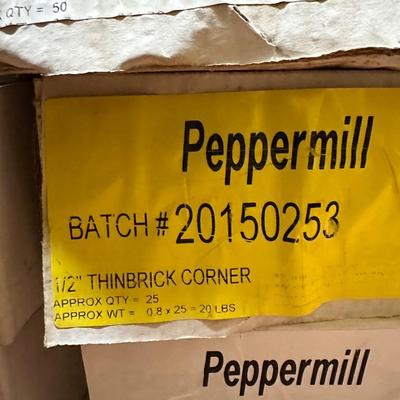 QTY = 50
Peppermill
BATCH # 20150253
1/2" THINBRICK CORNER
APPROX QTY = 25
APPROX WT = 0.8 x 25 = 20 LBS
Peppermill